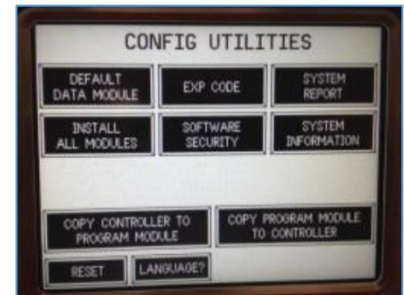 CONFIG UTILITIES
DEFAULT
DATA MODULE
EXP CODE
SYSTEM
REPORT
INSTALL
ALL MODULES
SOFTWARE
SECURITY
SYSTEM
INFORMATION
COPY CONTROLLER TO
PROGRAM MODULE
COPY PROGRAM MODULE
TO CONTROLLER
RESET
LANGUAGE?